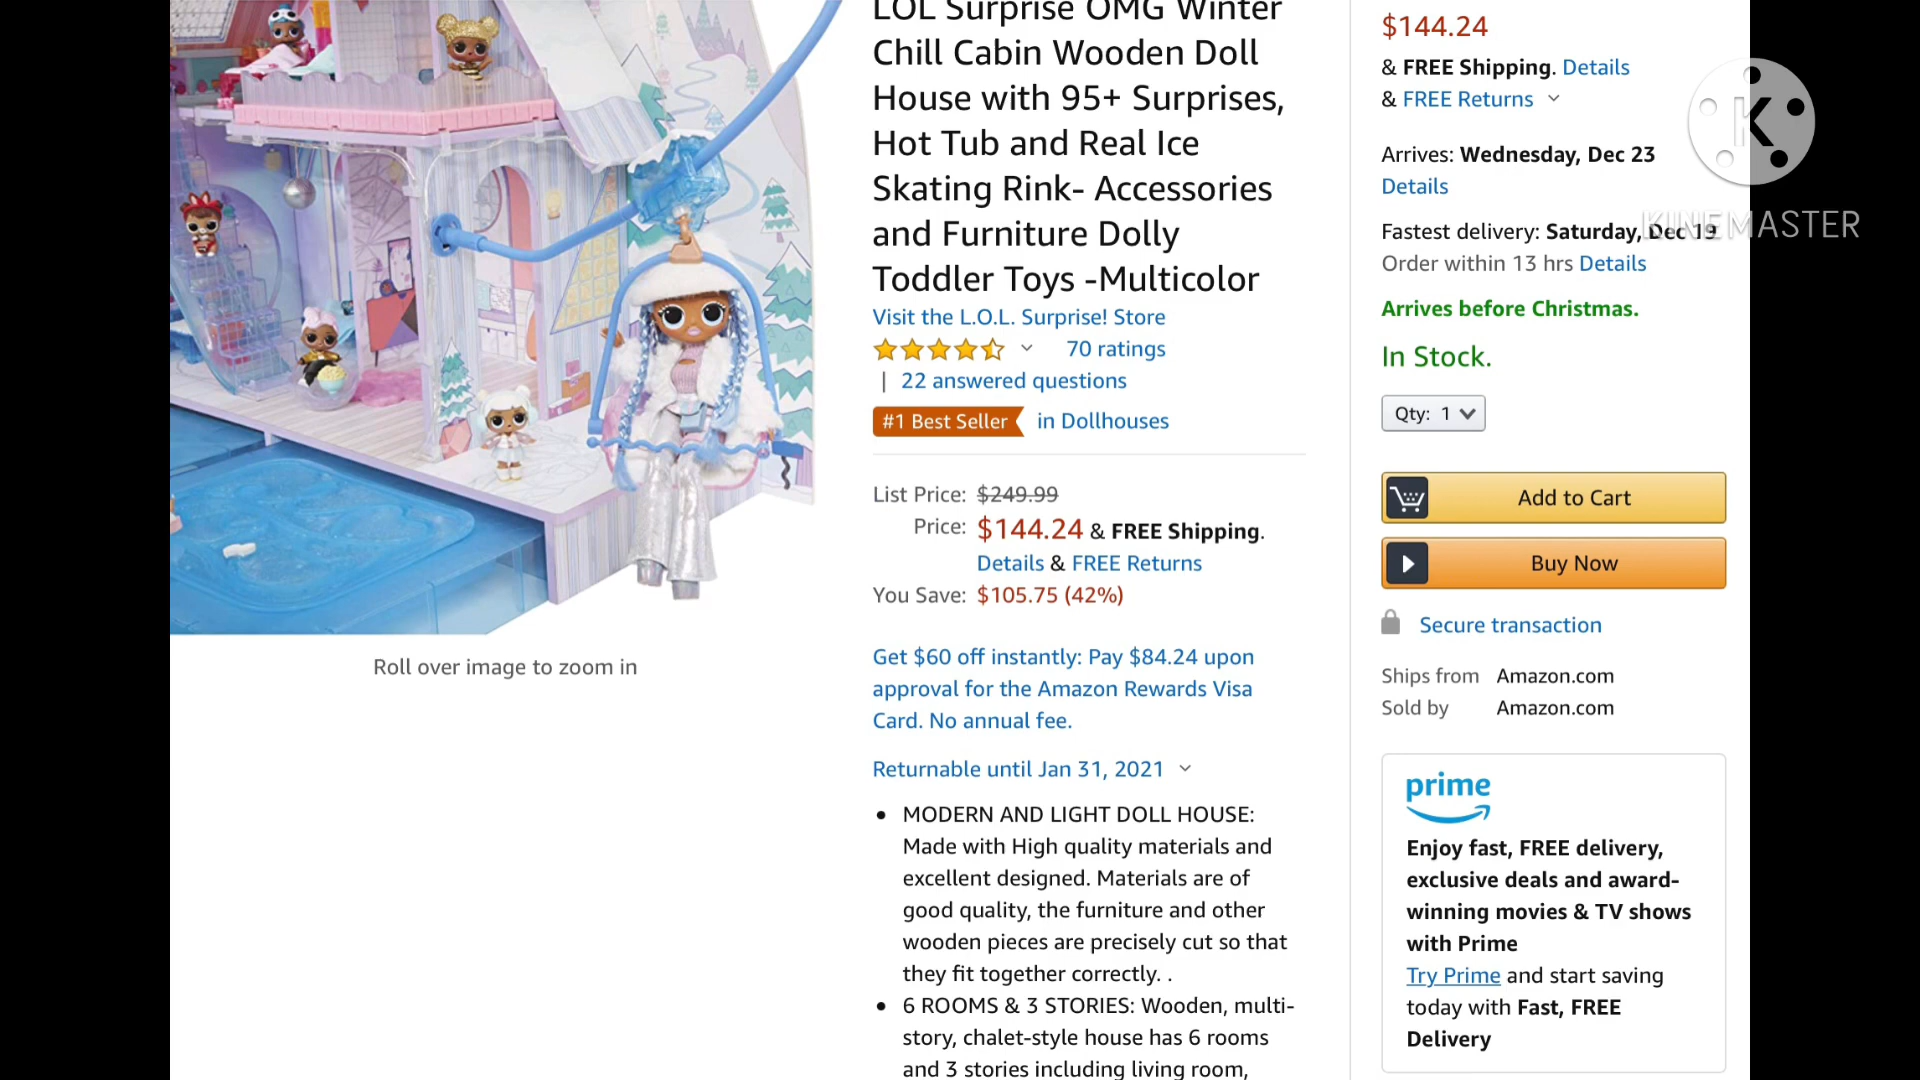 LOL Surprise OMG Winter
Chill Cabin Wooden Doll
House with 95+ Surprises,
Hot Tub and Real Ice
Skating Rink- Accessories
and Furniture Dolly
Toddler Toys -Multicolor
Visit the L.O.L. Surprise! Store
70 ratings
| 22 answered questions
#1 Best Seller in Dollhouses
List Price: $249.99
Price: $144.24 & FREE Shipping.
Details & FREE Returns
You Save: $105.75 (42%)
Get $60 off instantly: Pay $84.24 upon
approval for the Amazon Rewards Visa
Card. No annual fee.
Returnable until Jan 31, 2021
• MODERN AND LIGHT DOLL HOUSE:
Made with High quality materials and
excellent designed. Materials are of
good quality, the furniture and other
wooden pieces are precisely cut so that
they fit together correctly. .
• 6 ROOMS & 3 STORIES: Wooden, multi-
story, chalet-style house has 6 rooms
and 3 stories including living room,
Roll over image to zoom in
$144.24
& FREE Shipping. Details
& FREE Returns
Arrives: Wednesday, Dec 23
Details
Fastest delivery: Saturday, Dec 19
Order within 13 hrs Details
Arrives before Christmas.
In Stock.
Qty: 1
Add to Cart
Buy Now
Secure transaction
Ships from Amazon.com
Sold by Amazon.com
prime
Enjoy fast, FREE delivery,
exclusive deals and award-
winning movies & TV shows
with Prime
Try Prime and start saving
today with Fast, FREE
Delivery
K
KINEMASTER